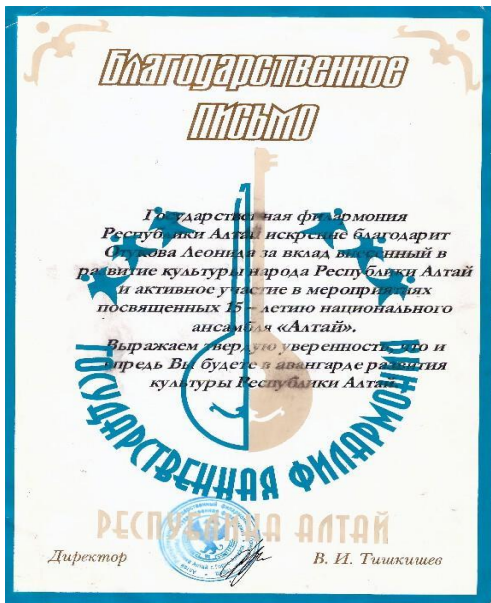 Благодарственное
письмо
Государственная филармония
Республики Алтай искренне благодарит
Отукова Леонида за вклад внесенный в
развитие культуры народа Республики Алтай
и активное участие в мероприятиях
посвященных 15 - летию национального
ансамбля «Алтай».
Выражаем твердую уверенность, что и
впредь Вы будете в авангарде развития
культуры Республики Алтай.
ГОСУДАРСТВЕННАЯ ФИЛАРМОНИЯ
РЕСПУБЛИКА АЛТАЙ
Директор В. И. Тишкишев